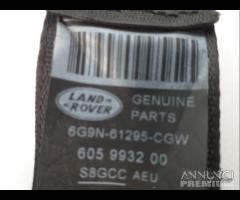 LAND-
ROVER
GENUINE
PARTS
6G9N-61295-CGW
605 9932 00
S8GCC AEU
ANNUNCI
PREMIUM